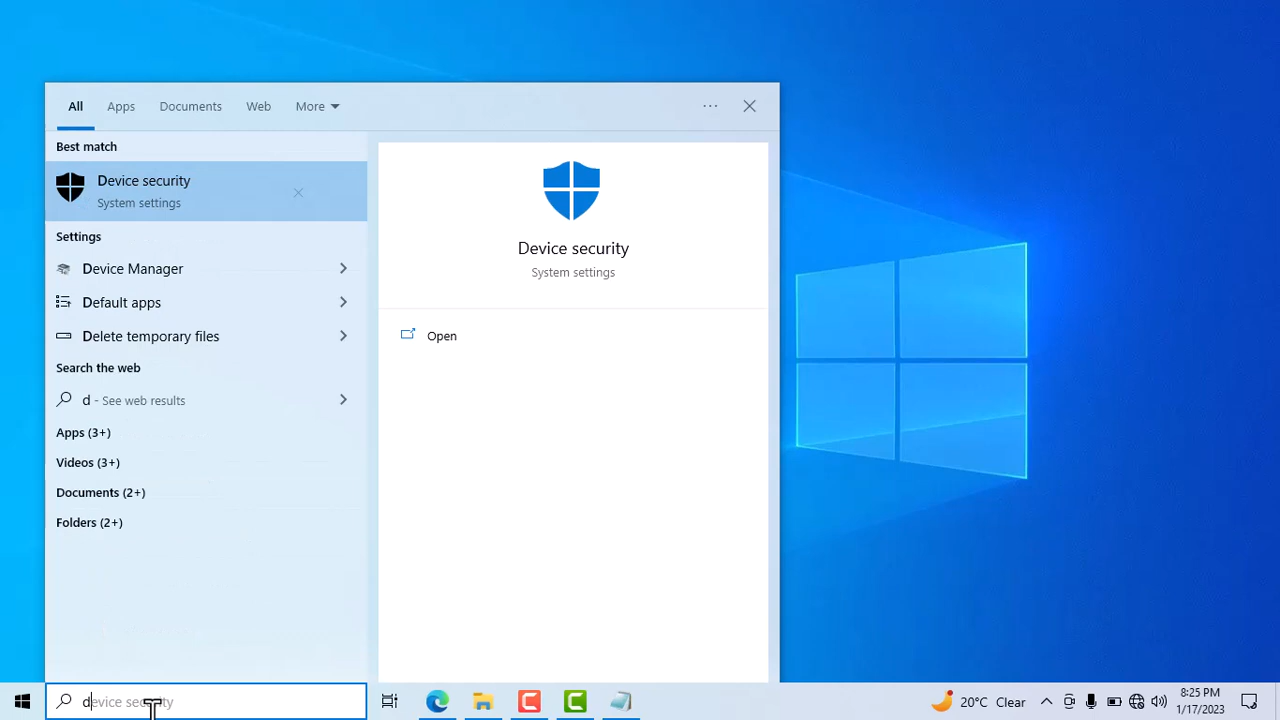 All Apps Documents Web More ...
Best match
Device security
System settings
Settings
Device Manager
Default apps
Delete temporary files
Search the web
d - See web results
Apps (3+)
Videos (3+)
Documents (2+)
Folders (2+)
Device security
System settings
Open
device security
20°C Clear
8:25 PM
1/17/2023